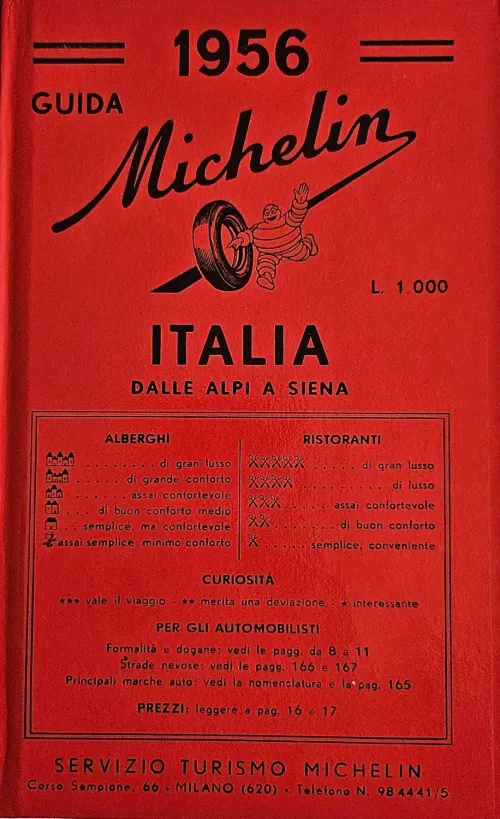 1956
GUIDA
Michelin
L. 1.000
ITALIA
DALLE ALPI A SIENA
ALBERGHI
. . . . . . . . di gran lusso
. . . . . di grande conforto
. . . . . assai confortevole
. . . di buon conforto medio
. . semplice, ma confortevole
assai semplice: minimo conforto
RISTORANTI
. . . . . di gran lusso
. . . . . . . di lusso
. . . . assai confortevole
. . . . . . . di buon conforto
. . . . . semplice, conveniente
CURIOSITÀ
*** vale il viaggio - ** merita una deviazione - * interessante
PER GLI AUTOMOBILISTI
Formalità e dogane: vedi le pagg. da 8 a 11
Strade nevose: vedi le pagg. 166 e 167
Principali marche auto: vedi la nomenclatura e la pag. 165
PREZZI: leggere a pag. 16 e 17
SERVIZIO TURISMO MICHELIN
Corso Sempione, 66 - MILANO (620) - Telefono N. 98 4441/5